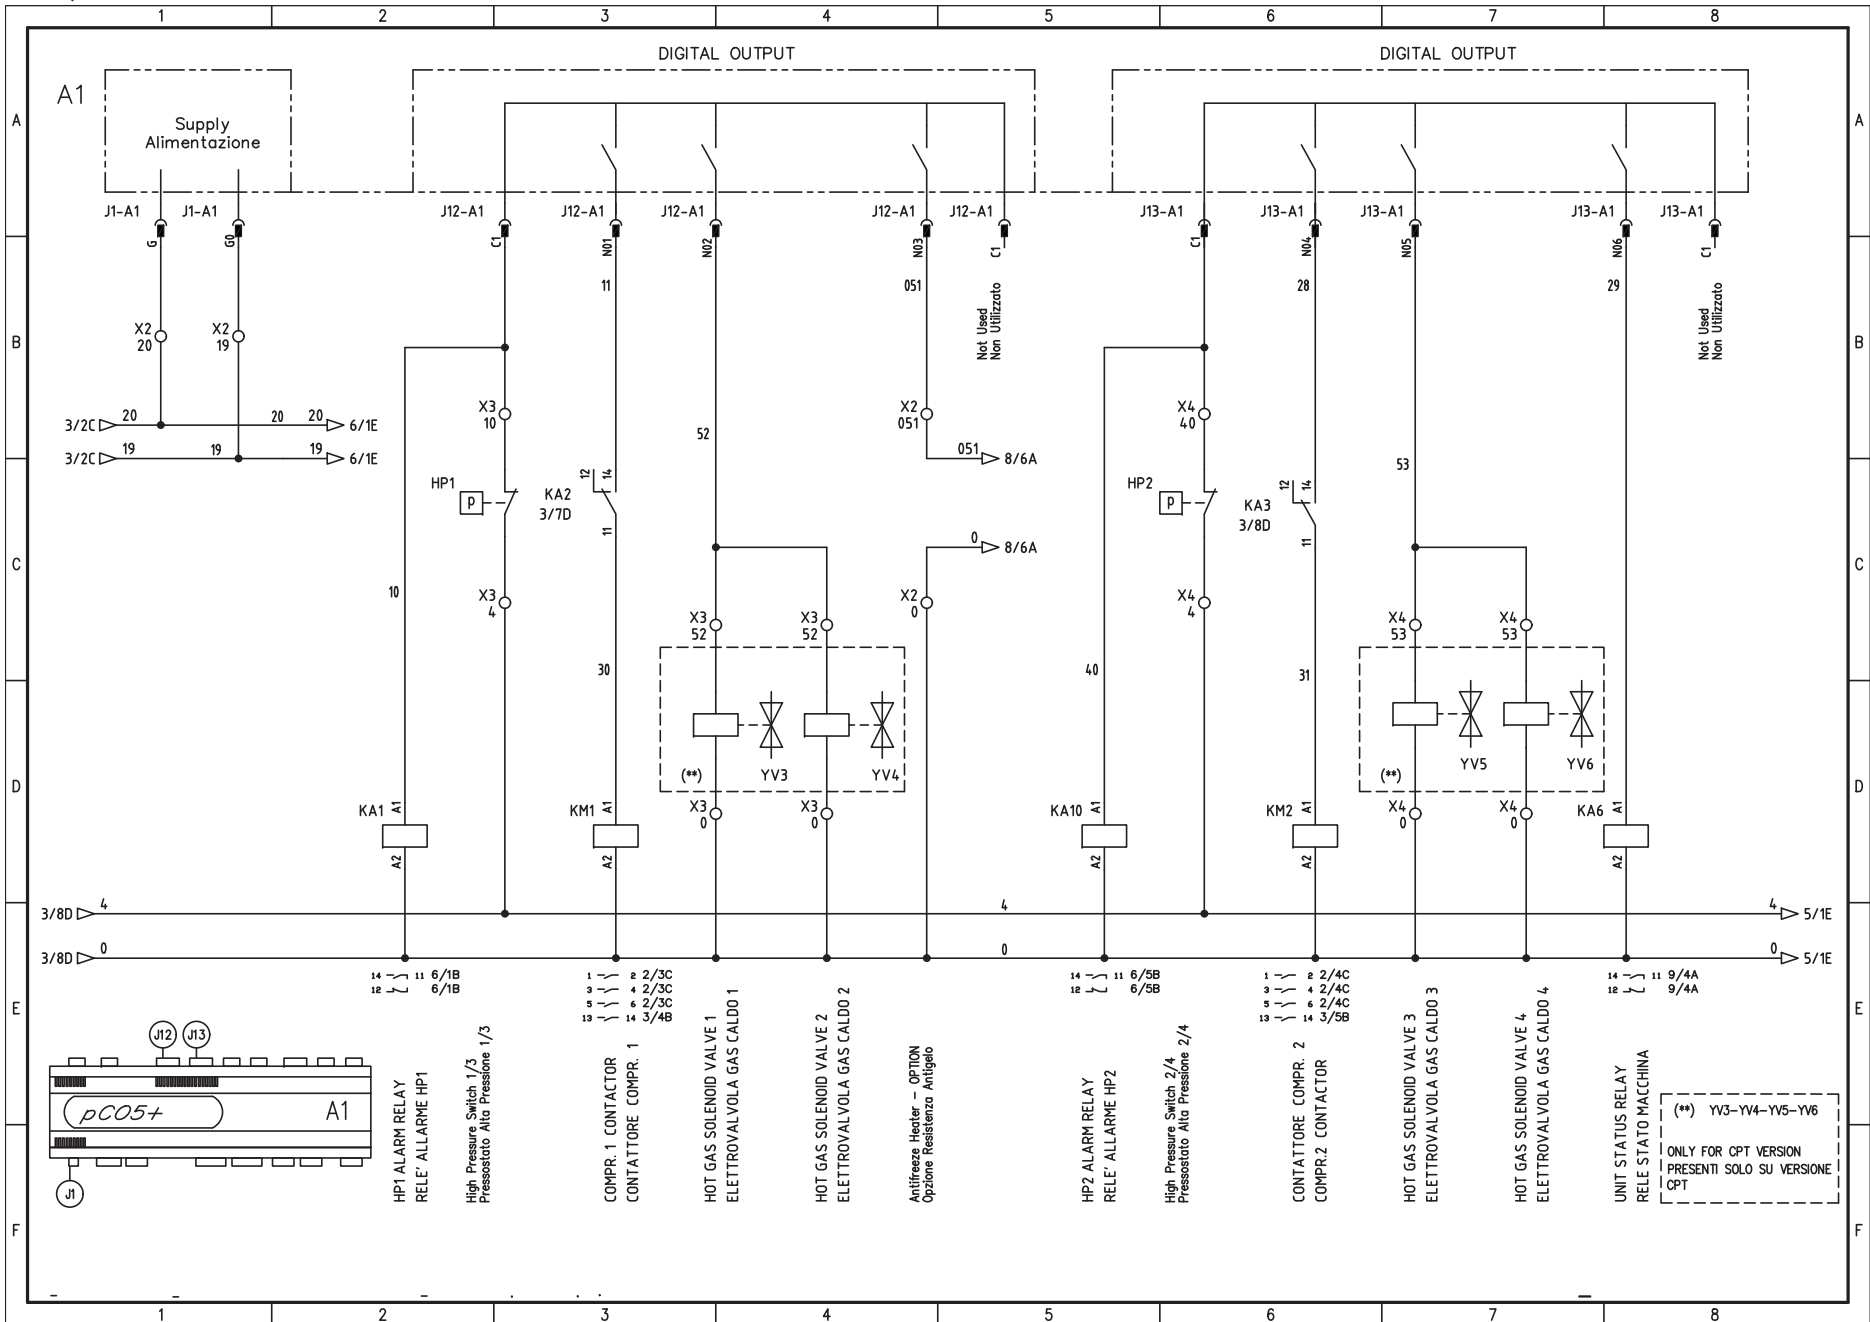 1 2 3 4 5 6 7 8
DIGITAL OUTPUT
DIGITAL OUTPUT
A
A
A1
Supply
Alimentazione
J1-A1
J1-A1
J12-A1
J12-A1
J12-A1
J12-A1
J12-A1
J13-A1
J13-A1
J13-A1
J13-A1
J13-A1
G
G0
C1
NO1
NO2
NO3
C1
C1
NO4
NO5
NO6
C1
11
051
28
29
Not Used
Non Utilizzato
Not Used
Non Utilizzato
B
B
X2
20
X2
19
X3
10
X2
051
X4
40
3/2C
20
20
20
6/1E
3/2C
19
19
19
6/1E
52
53
051
8/6A
HP1
P
KA2
3/7D
12
14
11
HP2
P
KA3
3/8D
12
14
11
0
8/6A
C
C
10
X3
4
X3
52
X3
52
X2
0
X4
4
X4
53
X4
53
30
40
31
(**)
YV3
YV4
(**)
YV5
YV6
D
D
KA1
A1
A2
KM1
A1
A2
X3
0
X3
0
KA10
A1
A2
KM2
A1
A2
X4
0
X4
0
KA6
A1
A2
3/8D
4
4
4
5/1E
3/8D
0
0
0
5/1E
14 11 6/1B
12 6/1B
1 2 2/3C
3 4 2/3C
5 6 2/3C
13 14 3/4B
14 11 6/5B
12 6/5B
1 2 2/4C
3 4 2/4C
5 6 2/4C
13 14 3/5B
14 11 9/4A
12 9/4A
E
E
J12
J13
pCO5+
A1
J1
HP1 ALARM RELAY
RELE' ALLARME HP1
High Pressure Switch 1/3
Pressostato Alta Pressione 1/3
COMPR. 1 CONTACTOR
CONTATTORE COMPR. 1
HOT GAS SOLENOID VALVE 1
ELETTROVALVOLA GAS CALDO 1
HOT GAS SOLENOID VALVE 2
ELETTROVALVOLA GAS CALDO 2
Antifreeze Heater - OPTION
Opzione Resistenza Antigelo
HP2 ALARM RELAY
RELE' ALLARME HP2
High Pressure Switch 2/4
Pressostato Alta Pressione 2/4
CONTATTORE COMPR. 2
COMPR.2 CONTACTOR
HOT GAS SOLENOID VALVE 3
ELETTROVALVOLA GAS CALDO 3
HOT GAS SOLENOID VALVE 4
ELETTROVALVOLA GAS CALDO 4
UNIT STATUS RELAY
RELE STATO MACCHINA
(**) YV3-YV4-YV5-YV6
ONLY FOR CPT VERSION
PRESENTI SOLO SU VERSIONE
CPT
F
F
1 2 3 4 5 6 7 8